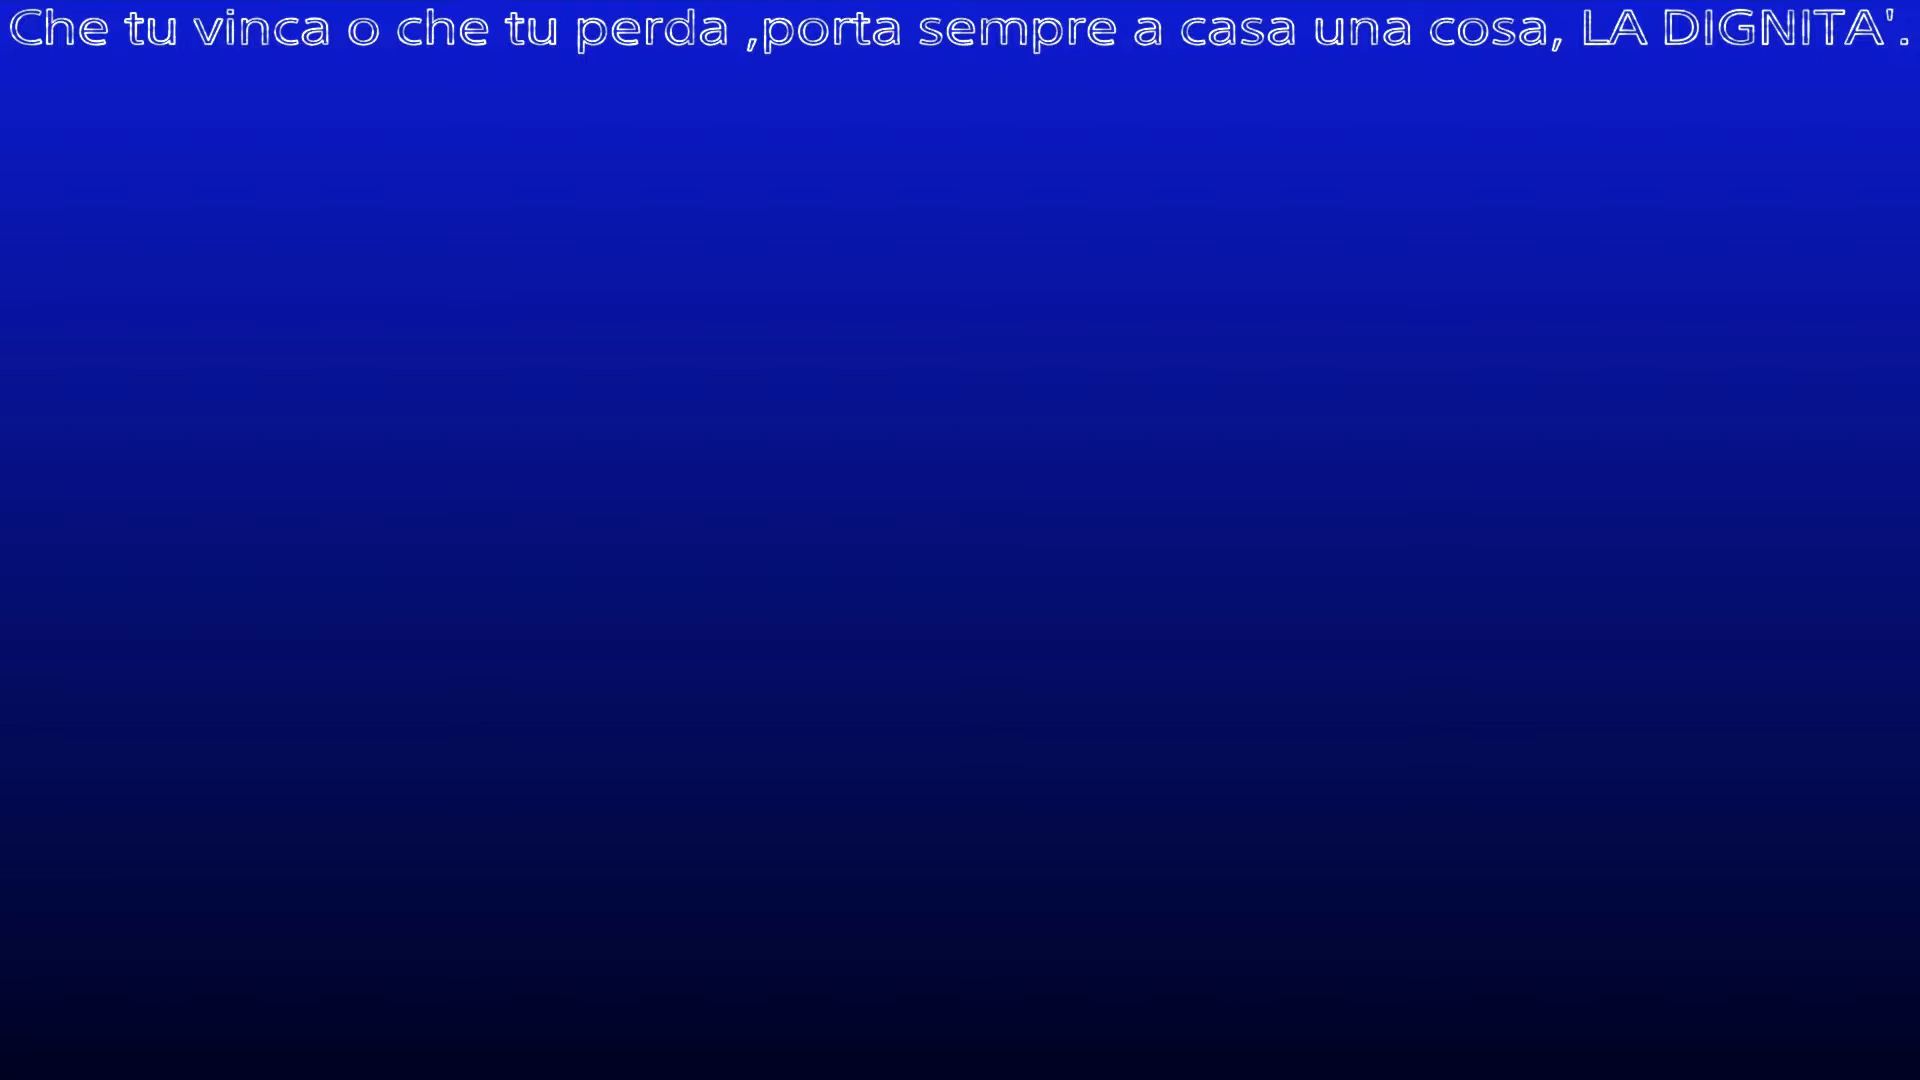 Che tu vinca o che tu perda ,porta sempre a casa una cosa, LA DIGNITA'.